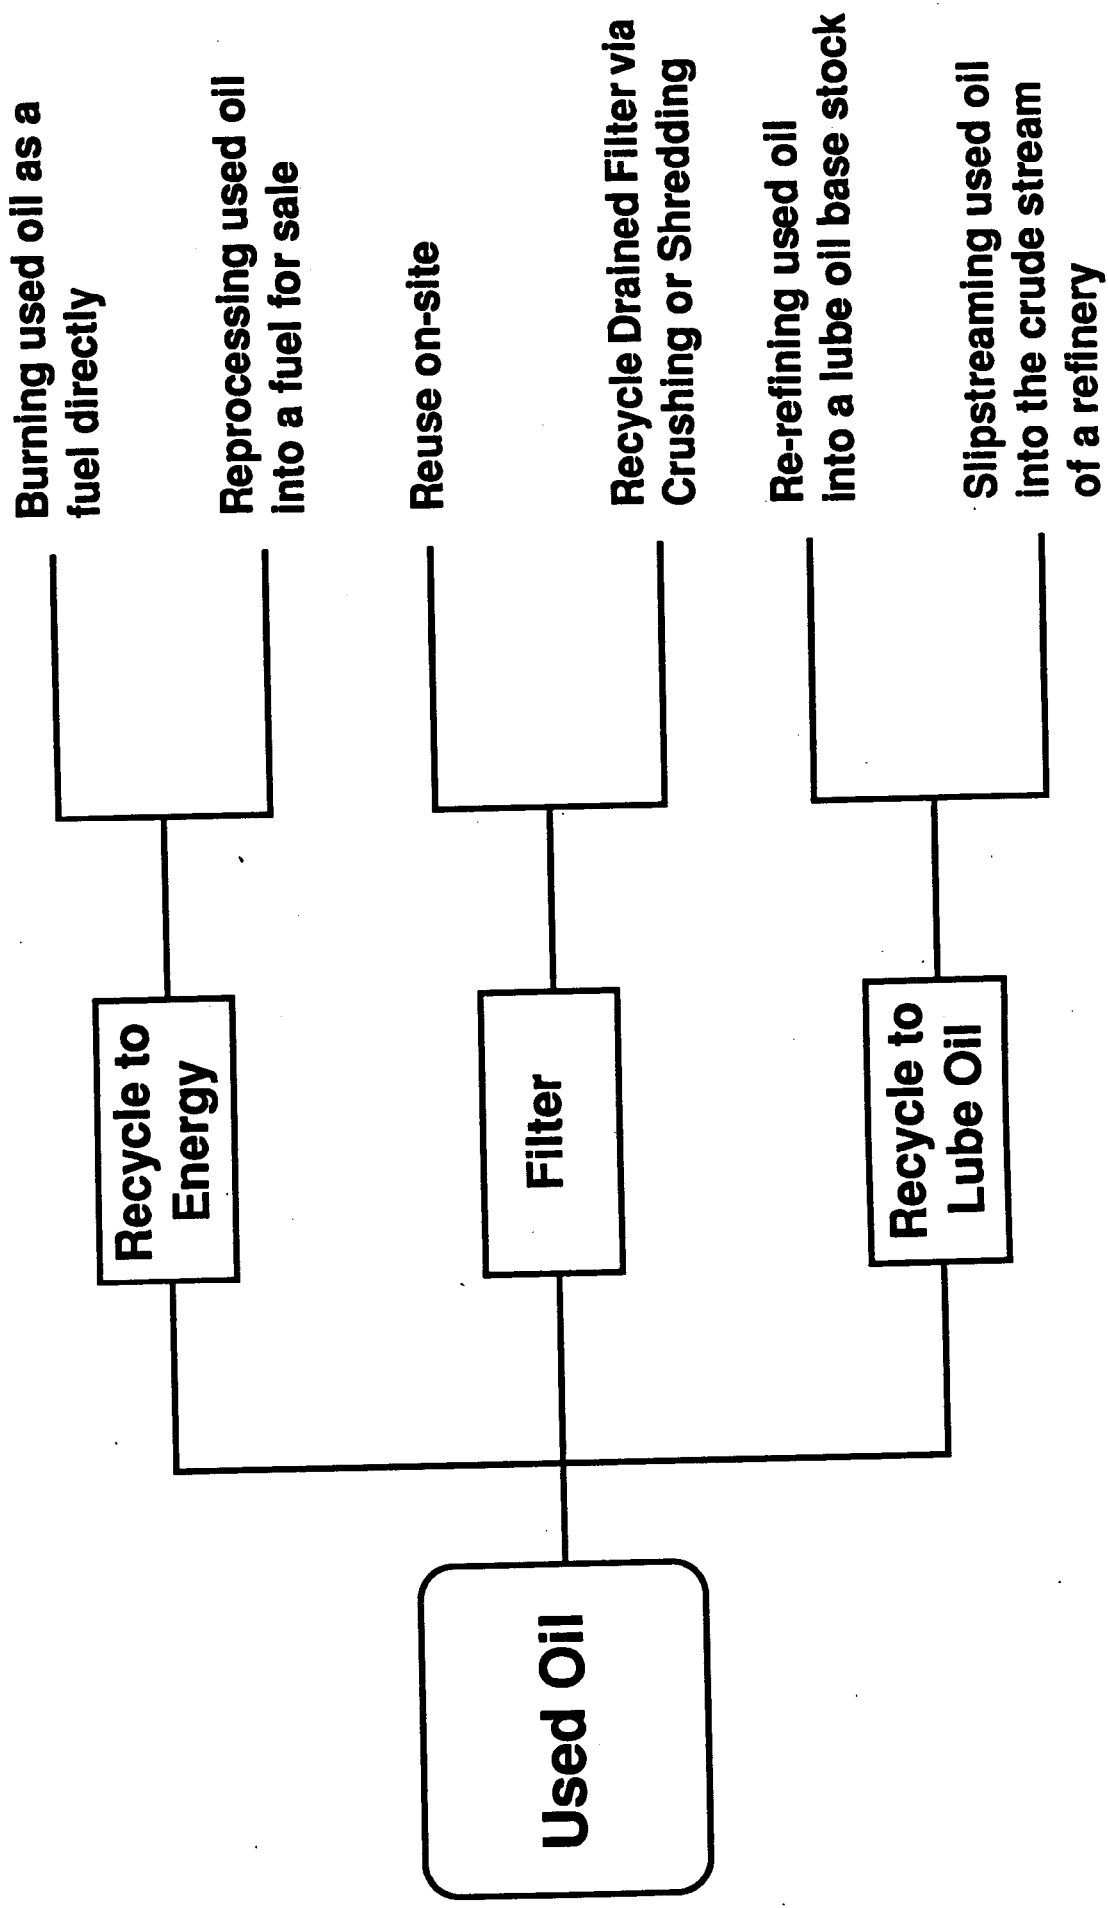 Used Oil
Recycle to
Energy
Burning used oil as a
fuel directly
Reprocessing used oil
into a fuel for sale
Filter
Reuse on-site
Recycle Drained Filter via
Crushing or Shredding
Recycle to
Lube Oil
Re-refining used oil
into a lube oil base stock
Slipstreaming used oil
into the crude stream
of a refinery